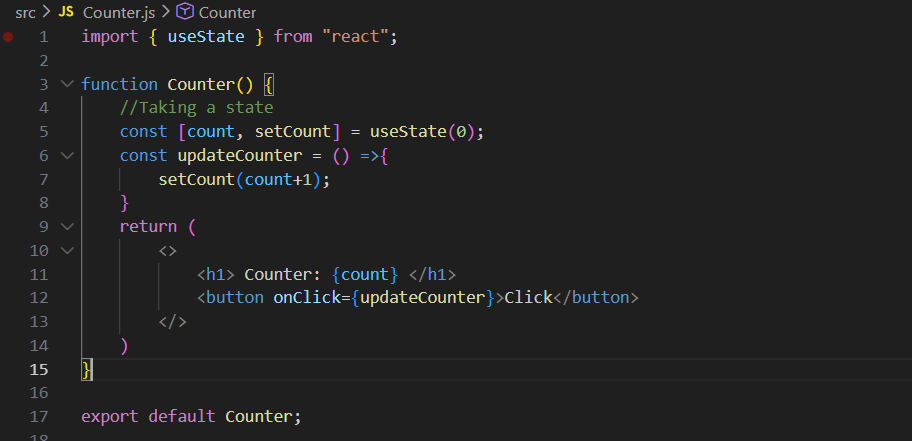 src > JS Counter.js > Counter
1 import { useState } from "react";
2
3 function Counter() {
4 //Taking a state
5 const [count, setCount] = useState(0);
6 const updateCounter = () =>{
7 setCount(count+1);
8 }
9 return (
10 <>
11 <h1> Counter: {count} </h1>
12 <button onClick={updateCounter}>Click</button>
13 </>
14 )
15 }
16
17 export default Counter;
18